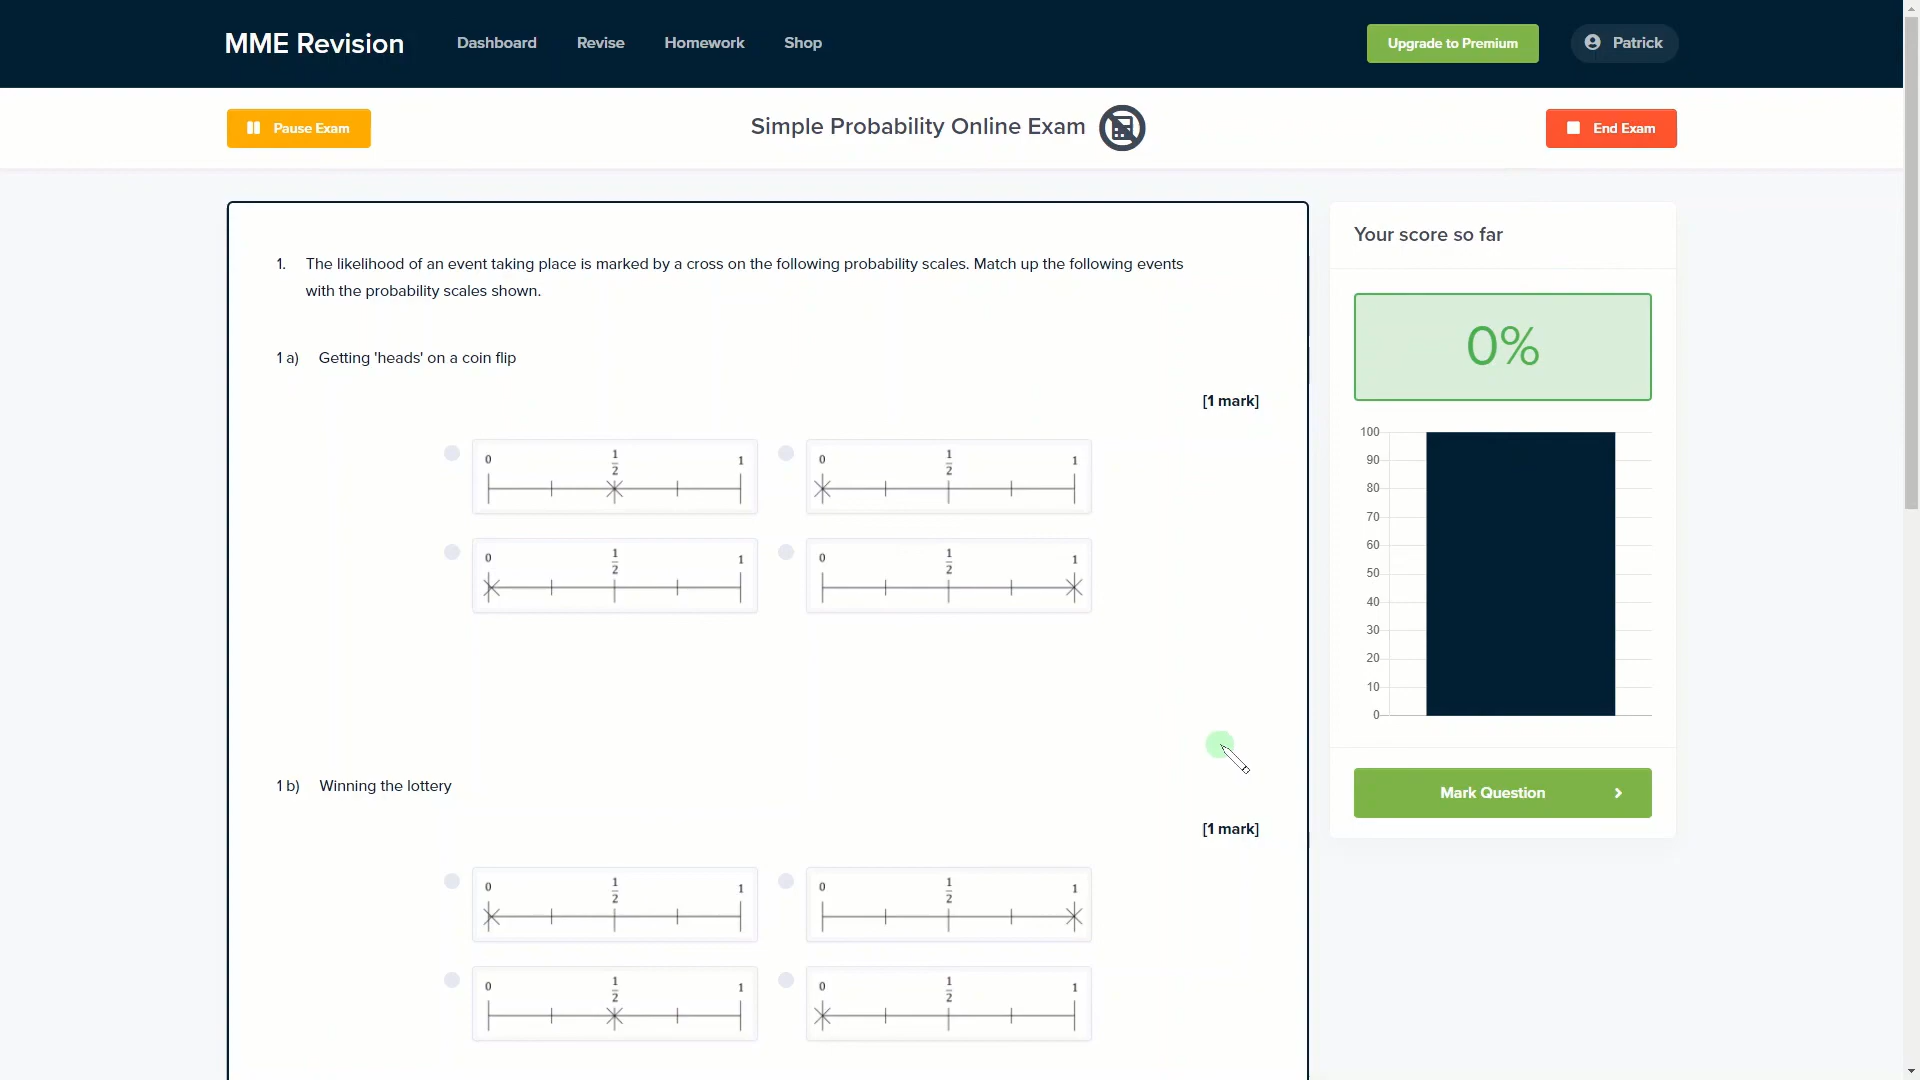 MME Revision
Dashboard
Revise
Homework
Shop
Upgrade to Premium
Patrick
Pause Exam
Simple Probability Online Exam
End Exam
1. The likelihood of an event taking place is marked by a cross on the following probability scales. Match up the following events
with the probability scales shown.
1 a) Getting 'heads' on a coin flip
[1 mark]
0 1/2 1
0 1/2 1
0 1/2 1
0 1/2 1
1 b) Winning the lottery
[1 mark]
0 1/2 1
0 1/2 1
0 1/2 1
0 1/2 1
Your score so far
0%
100
90
80
70
60
50
40
30
20
10
0
Mark Question